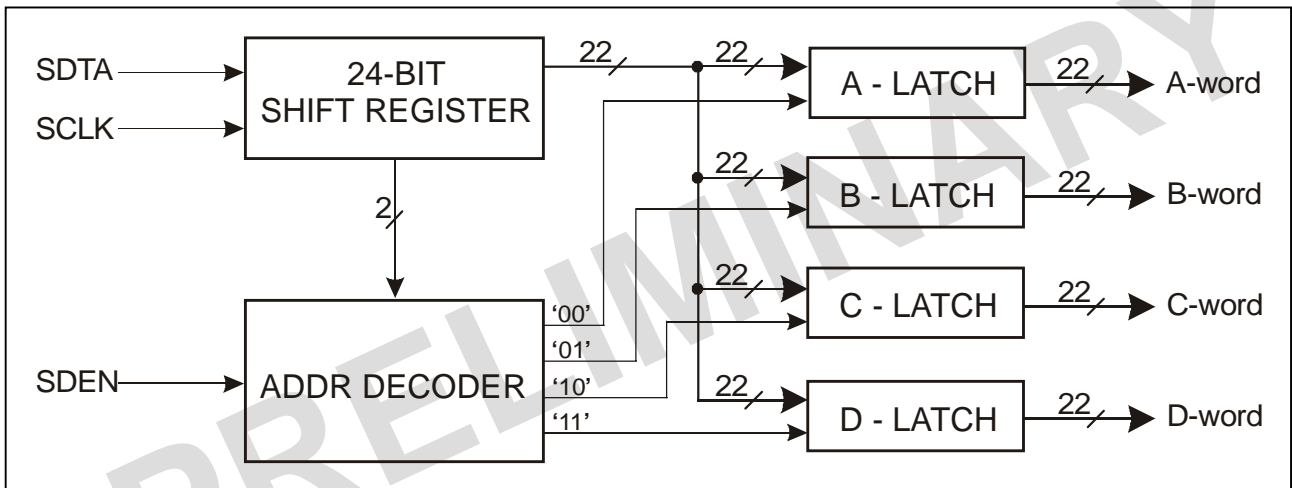 SDTA
SCLK
24-BIT
SHIFT REGISTER
22
22
A - LATCH
22
A-word
2
22
B - LATCH
22
B-word
SDEN
ADDR DECODER
'00'
'01'
'10'
'11'
22
C - LATCH
22
C-word
22
D - LATCH
22
D-word
PRELIMINARY